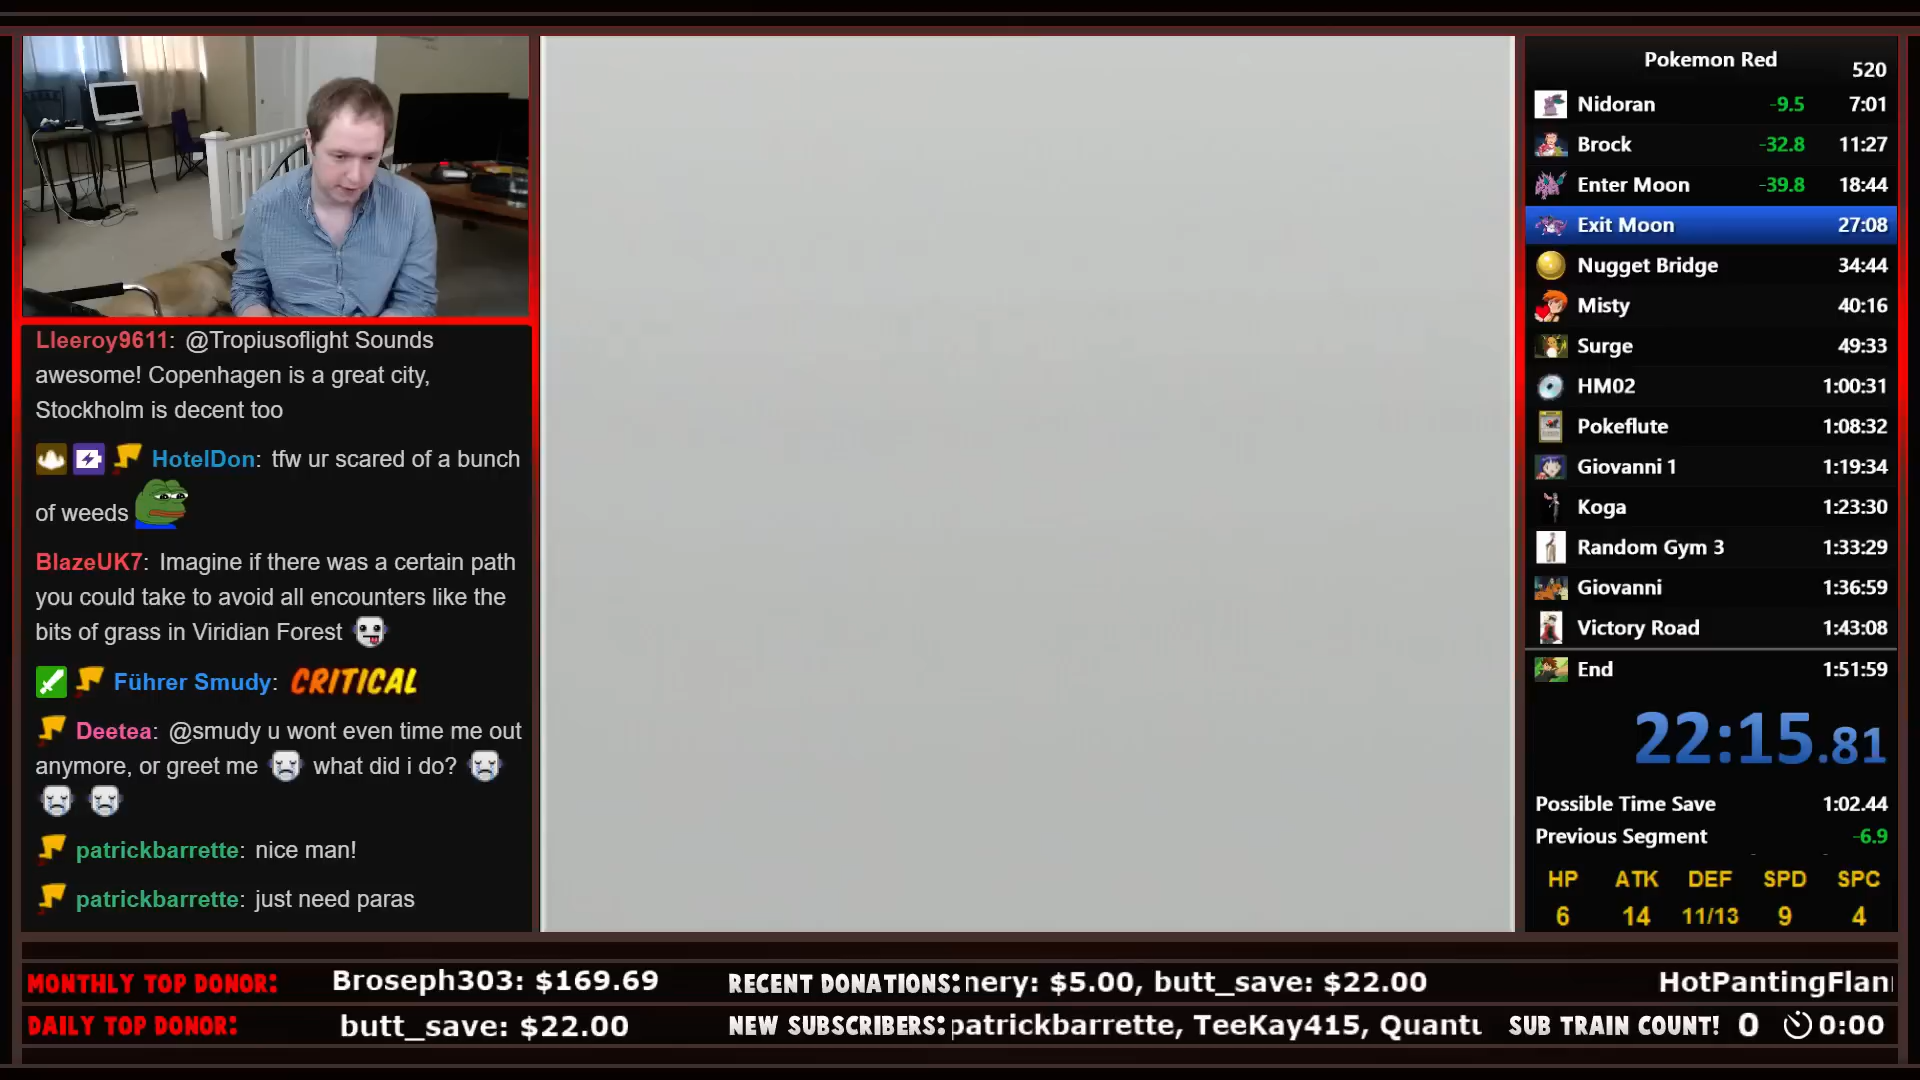 Lleeroy9611: @Tropiusoflight Sounds
awesome! Copenhagen is a great city,
Stockholm is decent too
HotelDon: tfw ur scared of a bunch
of weeds
BlazeUK7: Imagine if there was a certain path
you could take to avoid all encounters like the
bits of grass in Viridian Forest
Führer Smudy: CRITICAL
Deetea: @smudy u wont even time me out
anymore, or greet me what did i do?
patrickbarrette: nice man!
patrickbarrette: just need paras
Pokemon Red 520
Nidoran -9.5 7:01
Brock -32.8 11:27
Enter Moon -39.8 18:44
Exit Moon 27:08
Nugget Bridge 34:44
Misty 40:16
Surge 49:33
HM02 1:00:31
Pokeflute 1:08:32
Giovanni 1 1:19:34
Koga 1:23:30
Random Gym 3 1:33:29
Giovanni 1:36:59
Victory Road 1:43:08
End 1:51:59
22:15.81
Possible Time Save 1:02.44
Previous Segment -6.9
HP ATK DEF SPD SPC
6 14 11/13 9 4
MONTHLY TOP DONOR: Broseph303: $169.69 RECENT DONATIONS: nery: $5.00, butt_save: $22.00 HotPantingFlan
DAILY TOP DONOR: butt_save: $22.00 NEW SUBSCRIBERS: patrickbarrette, TeeKay415, Quantu SUB TRAIN COUNT! 0 0:00